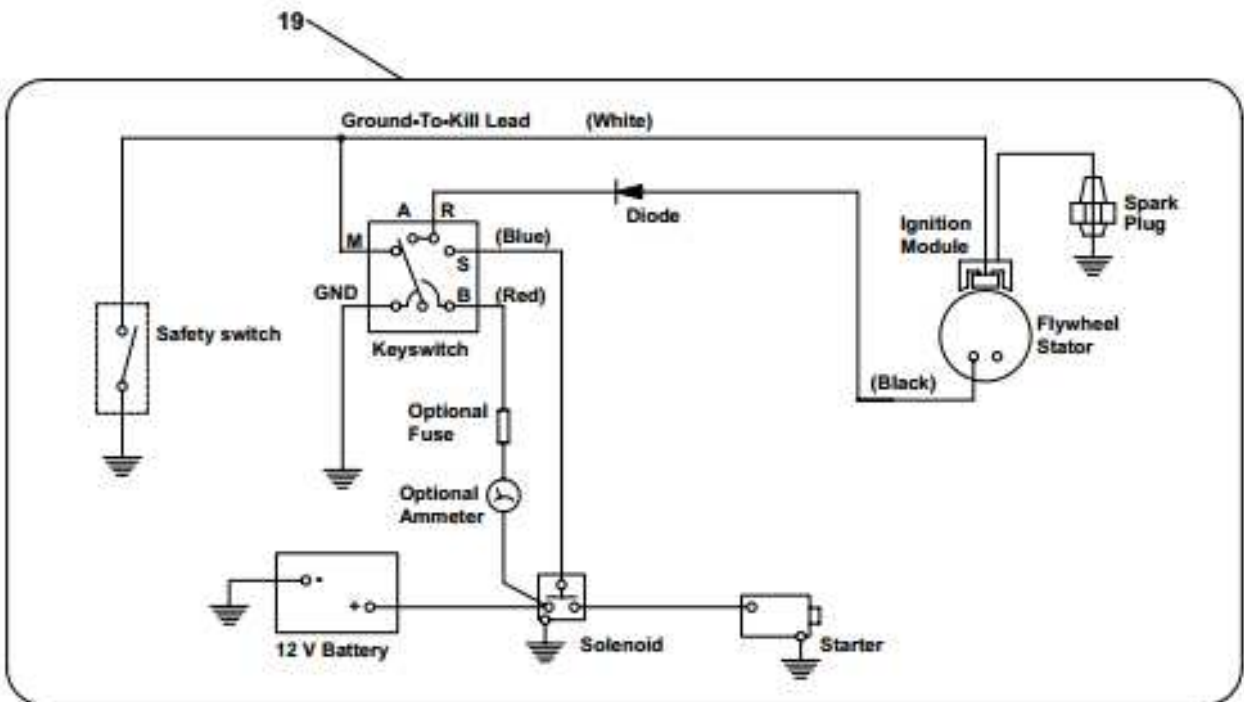 19
Ground-To-Kill Lead (White)
A R
Diode
Spark
Plug
Ignition
Module
M
(Blue)
S
GND
B
(Red)
Safety switch
Keyswitch
Flywheel
Stator
(Black)
Optional
Fuse
Optional
Ammeter
-
+
12 V Battery
Solenoid
Starter